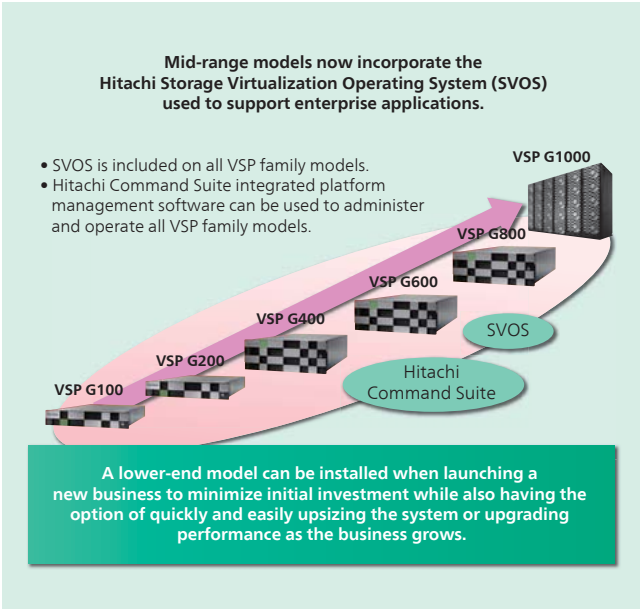 Mid-range models now incorporate the
Hitachi Storage Virtualization Operating System (SVOS)
used to support enterprise applications.
• SVOS is included on all VSP family models.
• Hitachi Command Suite integrated platform
management software can be used to administer
and operate all VSP family models.
VSP G1000
VSP G800
VSP G600
VSP G400
VSP G200
VSP G100
SVOS
Hitachi
Command Suite
A lower-end model can be installed when launching a
new business to minimize initial investment while also having the
option of quickly and easily upsizing the system or upgrading
performance as the business grows.